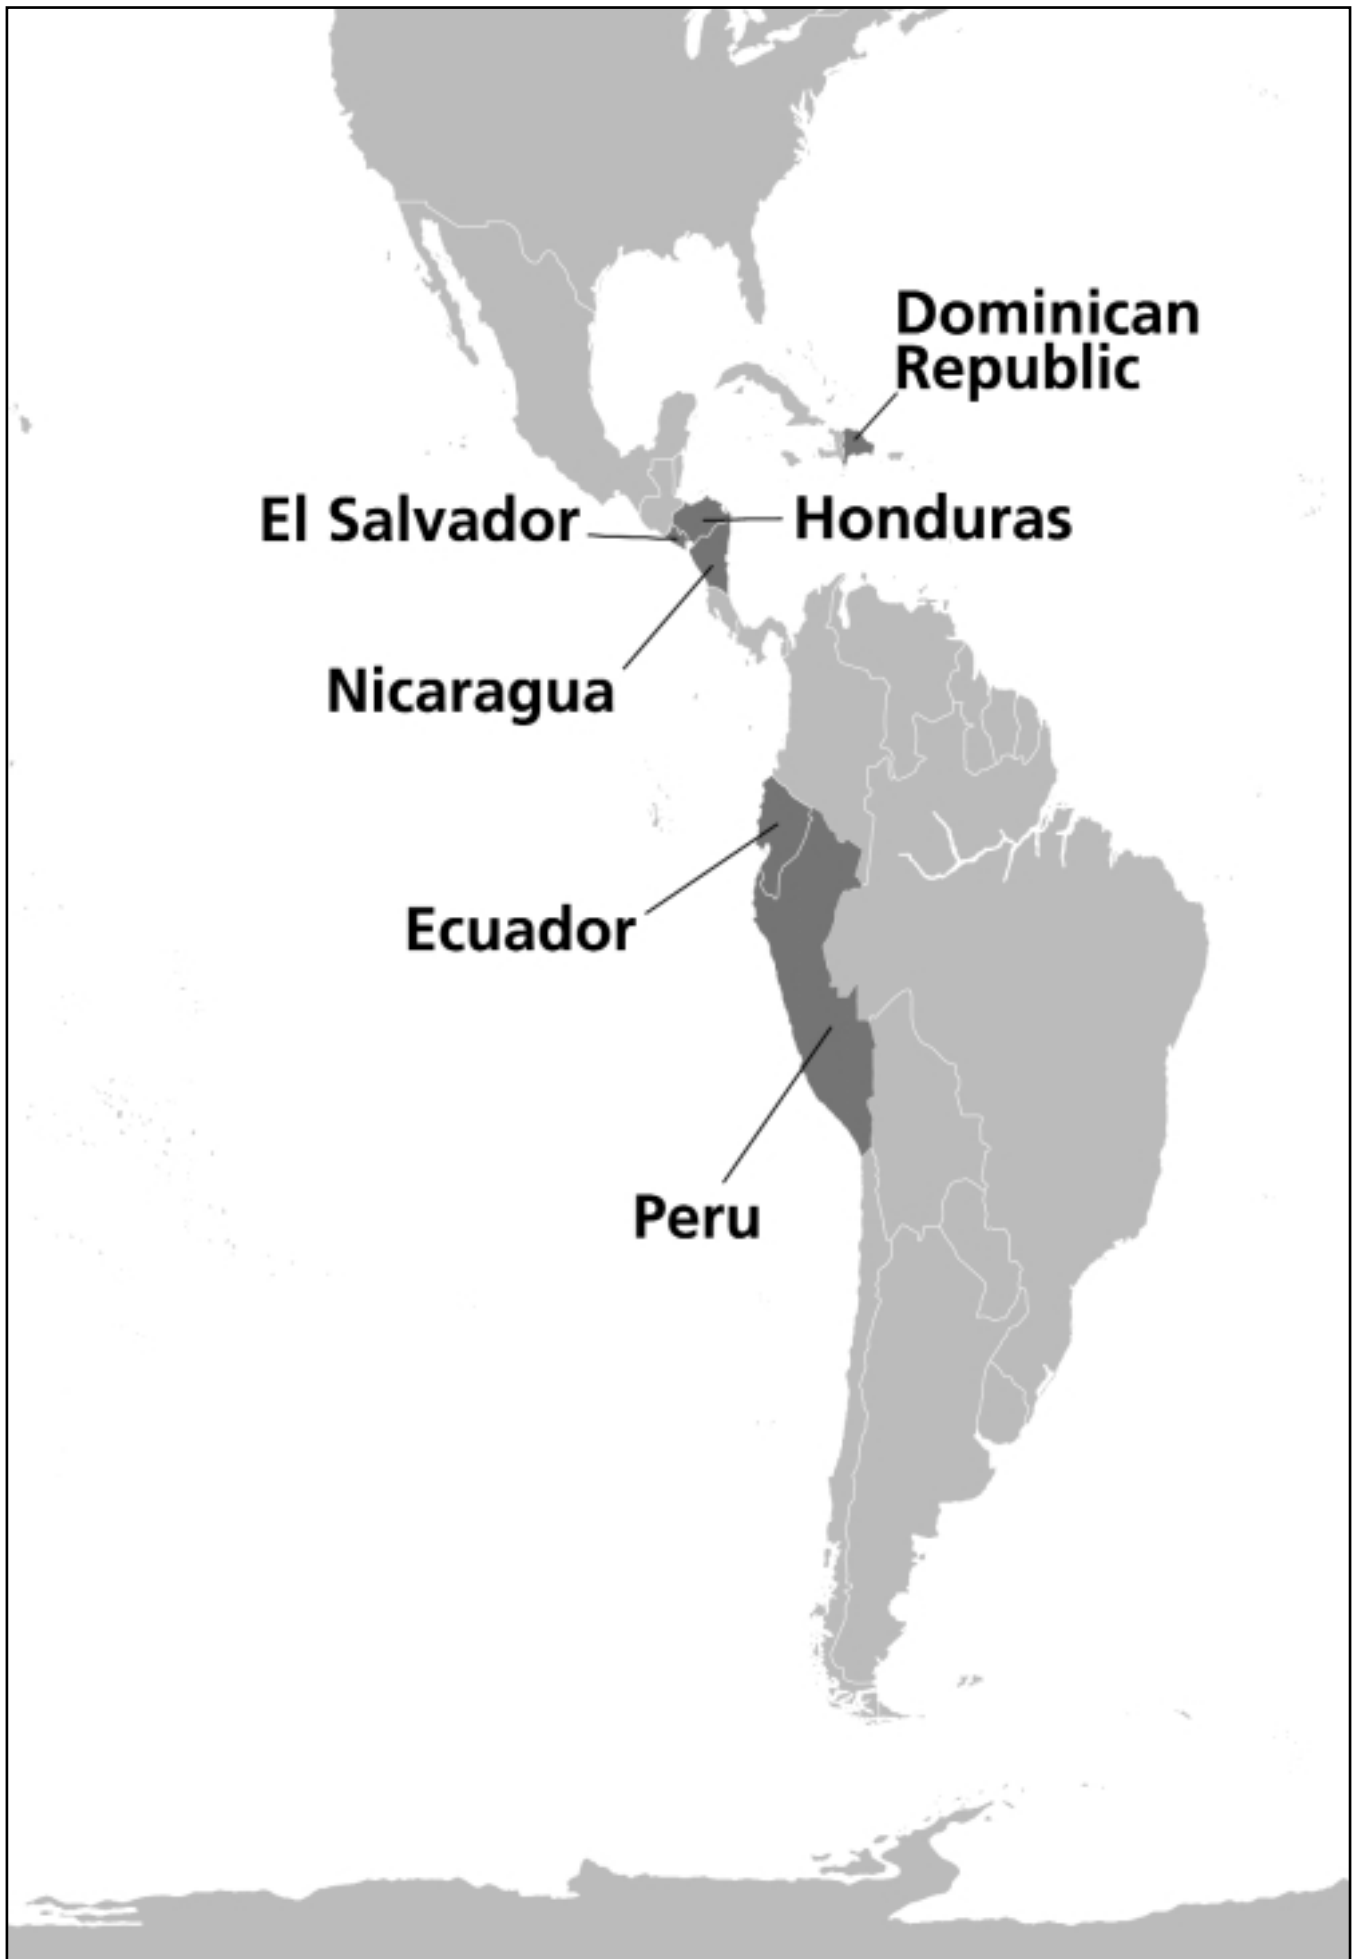 Dominican
Republic
El Salvador
Honduras
Nicaragua
Ecuador
Peru